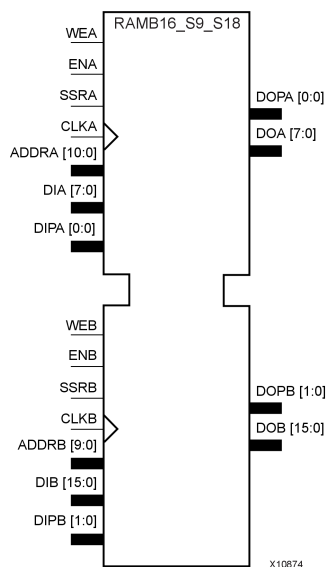 RAMB16_S9_S18
WEA
ENA
SSRA
CLKA
ADDRA [10:0]
DIA [7:0]
DIPA [0:0]
DOPA [0:0]
DOA [7:0]
WEB
ENB
SSRB
CLKB
ADDRB [9:0]
DIB [15:0]
DIPB [1:0]
DOPB [1:0]
DOB [15:0]
X10874